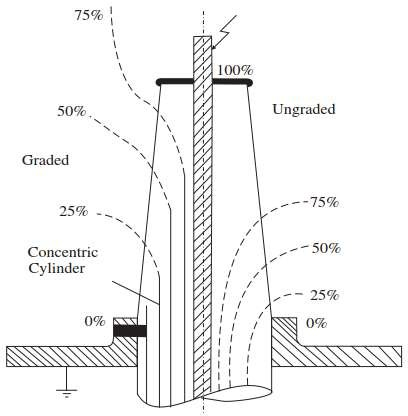 75%
100%
50%
Ungraded
Graded
75%
25%
50%
Concentric
Cylinder
25%
0%
0%